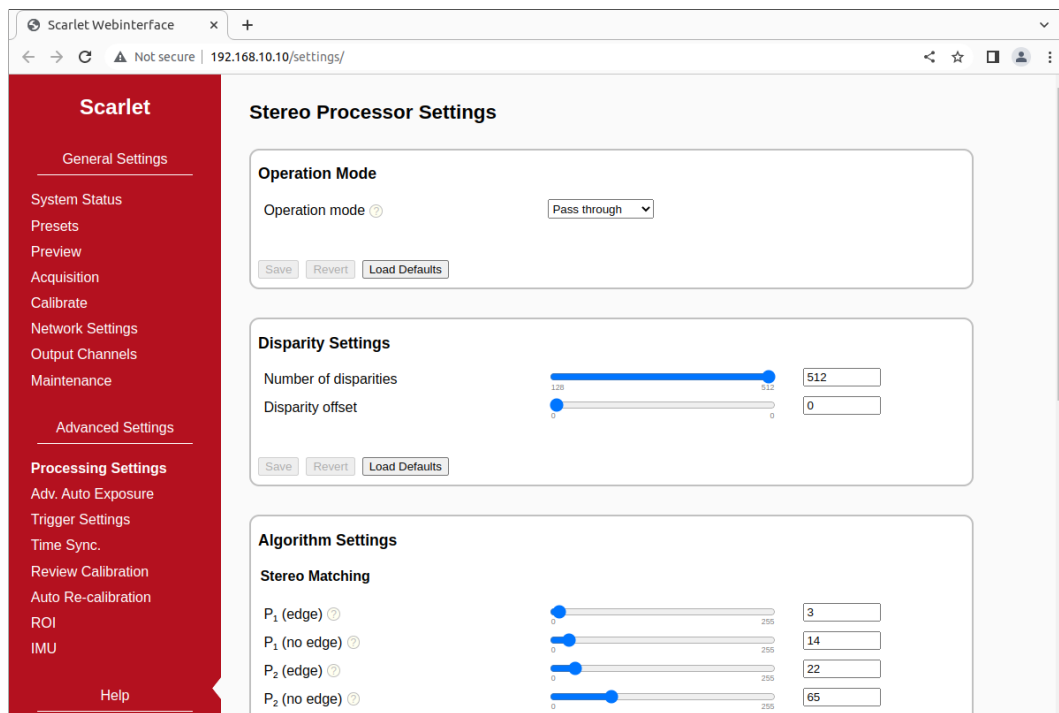 Scarlet Webinterface
Not secure 192.168.10.10/settings/
Scarlet
General Settings
System Status
Presets
Preview
Acquisition
Calibrate
Network Settings
Output Channels
Maintenance
Advanced Settings
Processing Settings
Adv. Auto Exposure
Trigger Settings
Time Sync.
Review Calibration
Auto Re-calibration
ROI
IMU
Help
Stereo Processor Settings
Operation Mode
Operation mode ? Pass through
Save Revert Load Defaults
Disparity Settings
Number of disparities 512
128 512
Disparity offset 0
0 0
Save Revert Load Defaults
Algorithm Settings
Stereo Matching
P1 (edge) ? 3
0 255
P1 (no edge) ? 14
0 255
P2 (edge) ? 22
0 255
P2 (no edge) ? 65
0 255